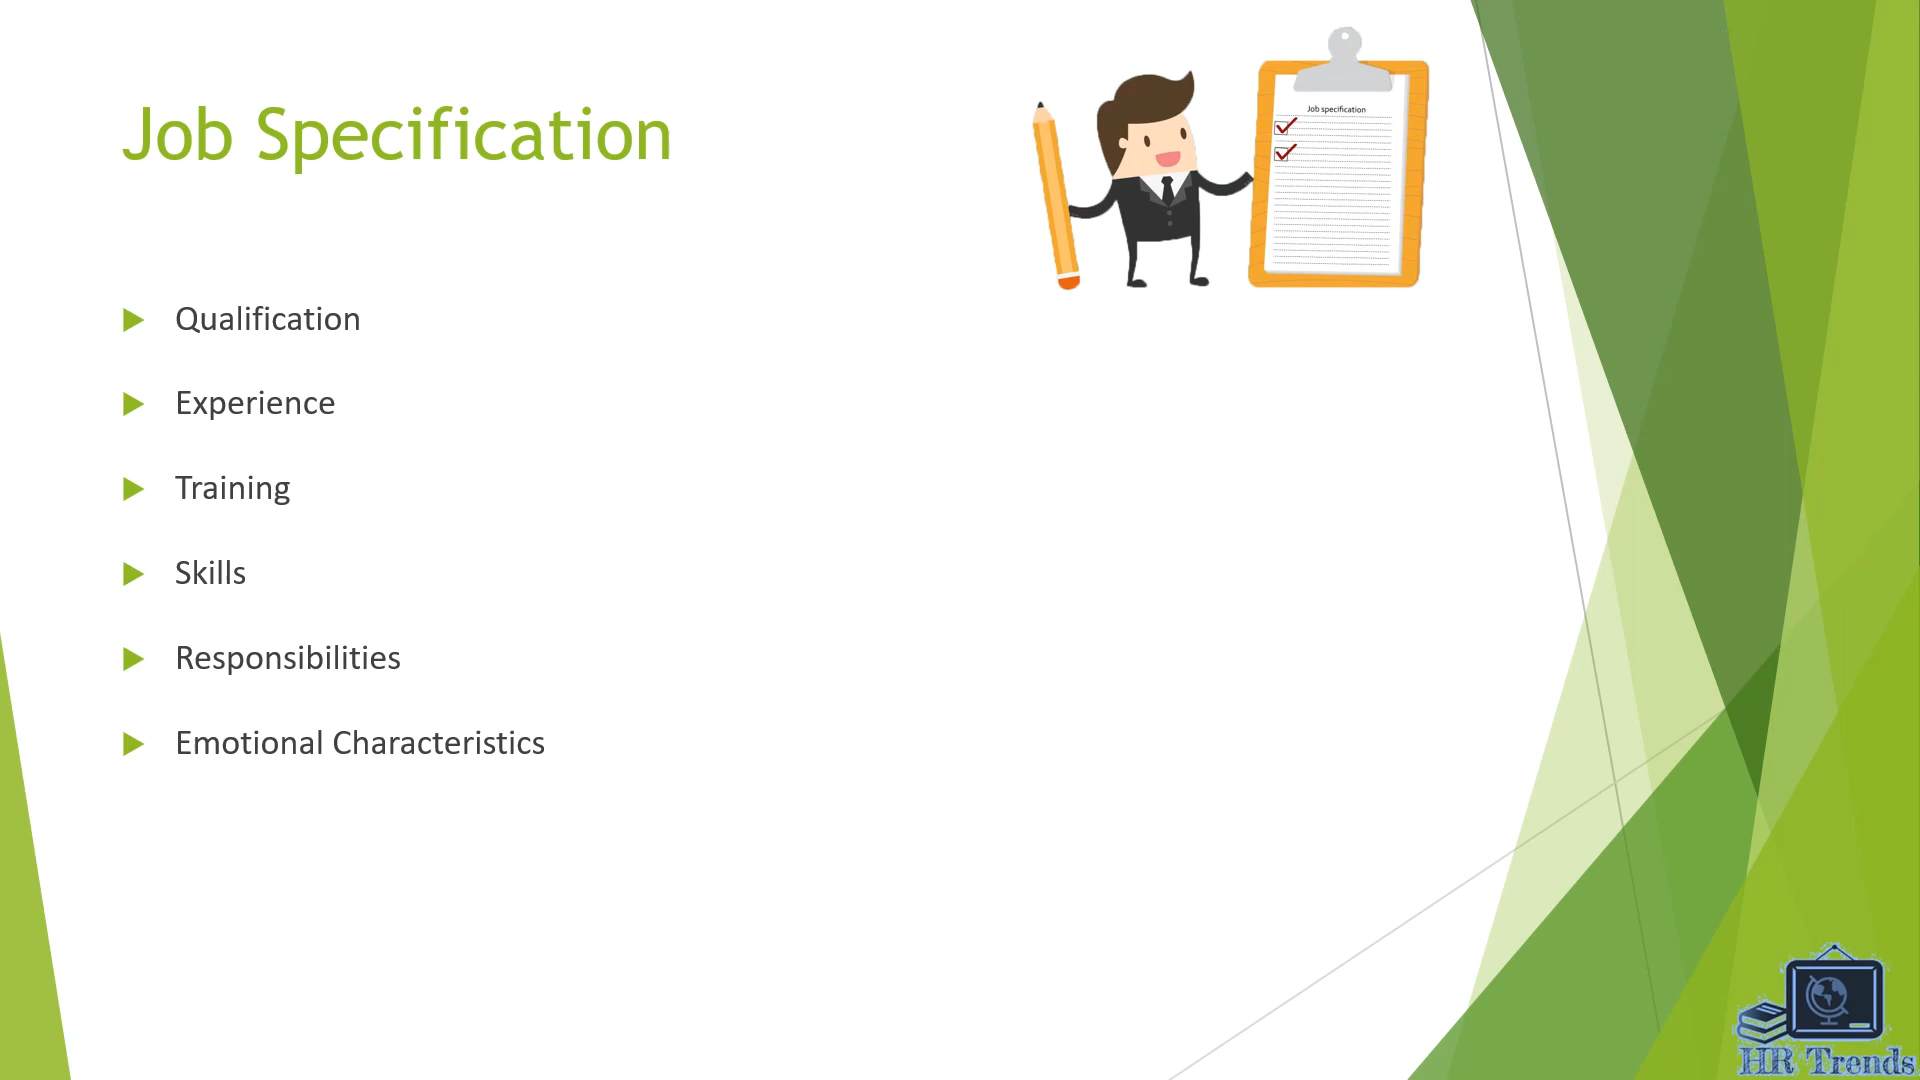 Job Specification
Job specification
Qualification
Experience
Training
Skills
Responsibilities
Emotional Characteristics
HR Trends